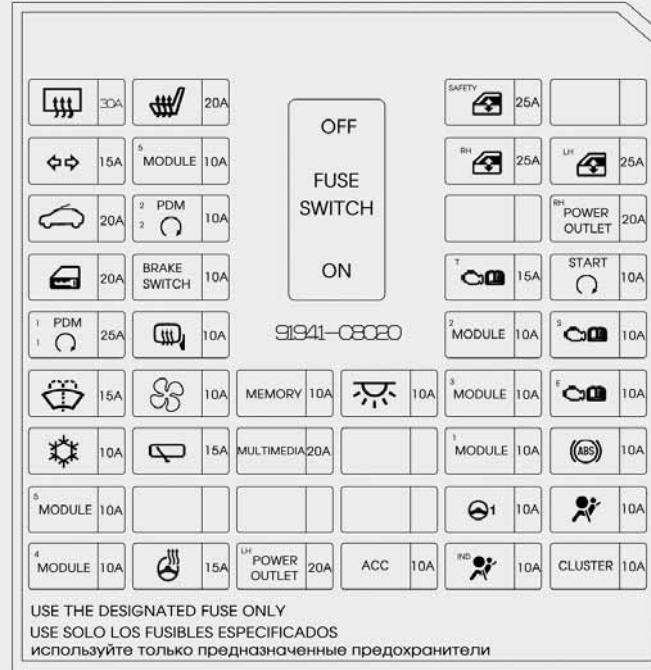 30A 20A SAFETY 25A
15A 5 MODULE 10A OFF RH 25A LH 25A
20A 2 PDM 2 10A FUSE SWITCH RH POWER OUTLET 20A
20A BRAKE SWITCH 10A ON T 15A START 10A
1 PDM 1 25A 10A 91941-C8020 2 MODULE 10A S 10A
15A 10A MEMORY 10A 10A 3 MODULE 10A E 10A
10A 15A MULTIMEDIA 20A 1 MODULE 10A (ABS) 10A
6 MODULE 10A 1 10A 10A
4 MODULE 10A 15A LH POWER OUTLET 20A ACC 10A IND 10A CLUSTER 10A
USE THE DESIGNATED FUSE ONLY
USE SOLO LOS FUSIBLES ESPECIFICADOS
используйте только предназначенные предохранители